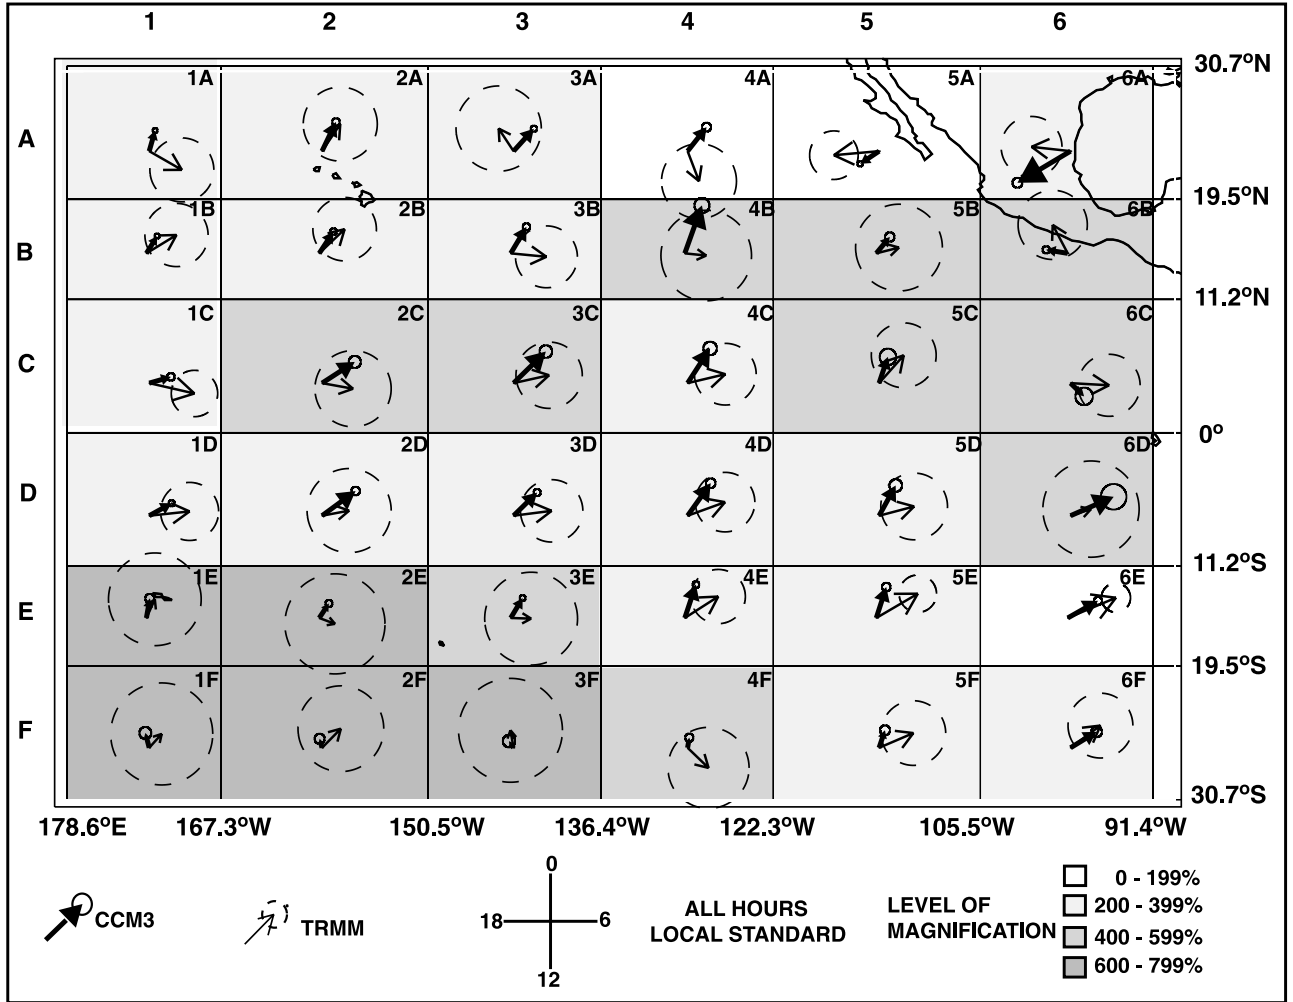 1 2 3 4 5 6
30.7°N
1A 2A 3A 4A 5A 6A
A
19.5°N
1B 2B 3B 4B 5B 6B
B
11.2°N
1C 2C 3C 4C 5C 6C
C
0°
1D 2D 3D 4D 5D 6D
D
11.2°S
1E 2E 3E 4E 5E 6E
E
19.5°S
1F 2F 3F 4F 5F 6F
F
30.7°S
178.6°E 167.3°W 150.5°W 136.4°W 122.3°W 105.5°W 91.4°W
CCM3
TRMM
0
18 6
12
ALL HOURS
LOCAL STANDARD
LEVEL OF
MAGNIFICATION
0 - 199%
200 - 399%
400 - 599%
600 - 799%